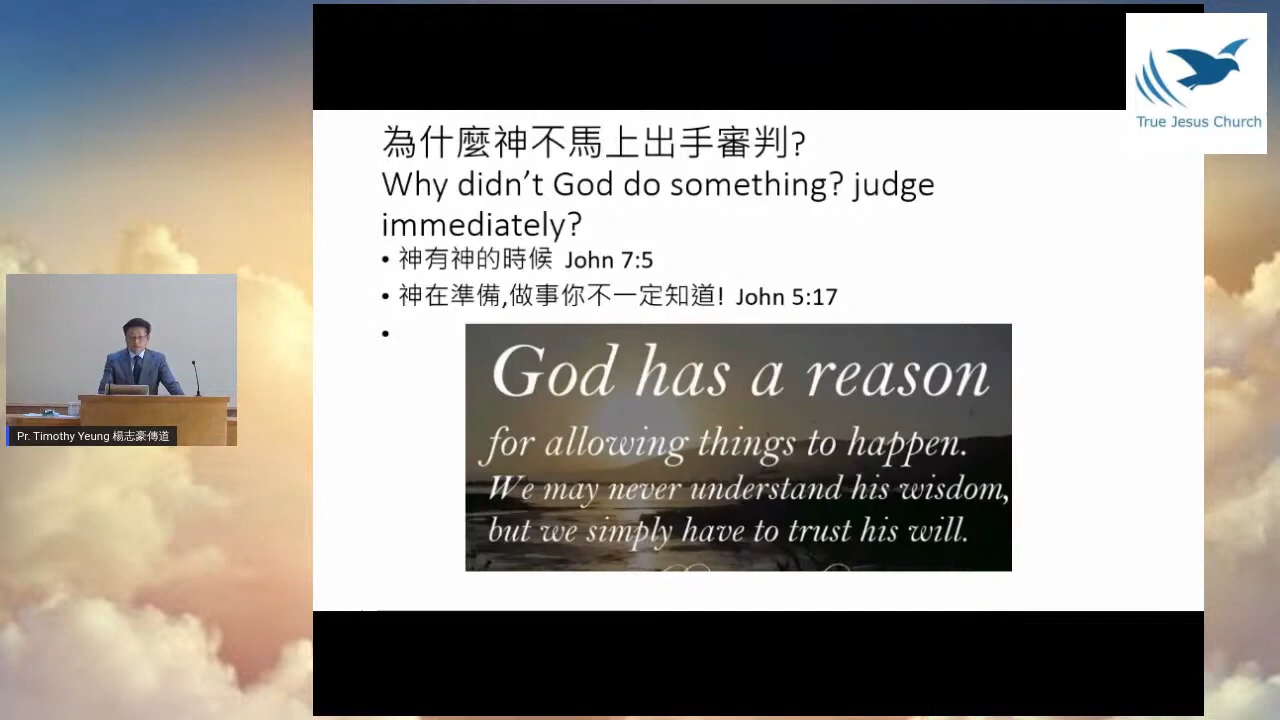 True Jesus Church
為什麼神不馬上出手審判?
Why didn’t God do something? judge
immediately?
• 神有神的時候 John 7:5
• 神在準備,做事你不一定知道! John 5:17
•
God has a reason
for allowing things to happen.
We may never understand his wisdom,
but we simply have to trust his will.
Pr. Timothy Yeung 楊志豪傳道